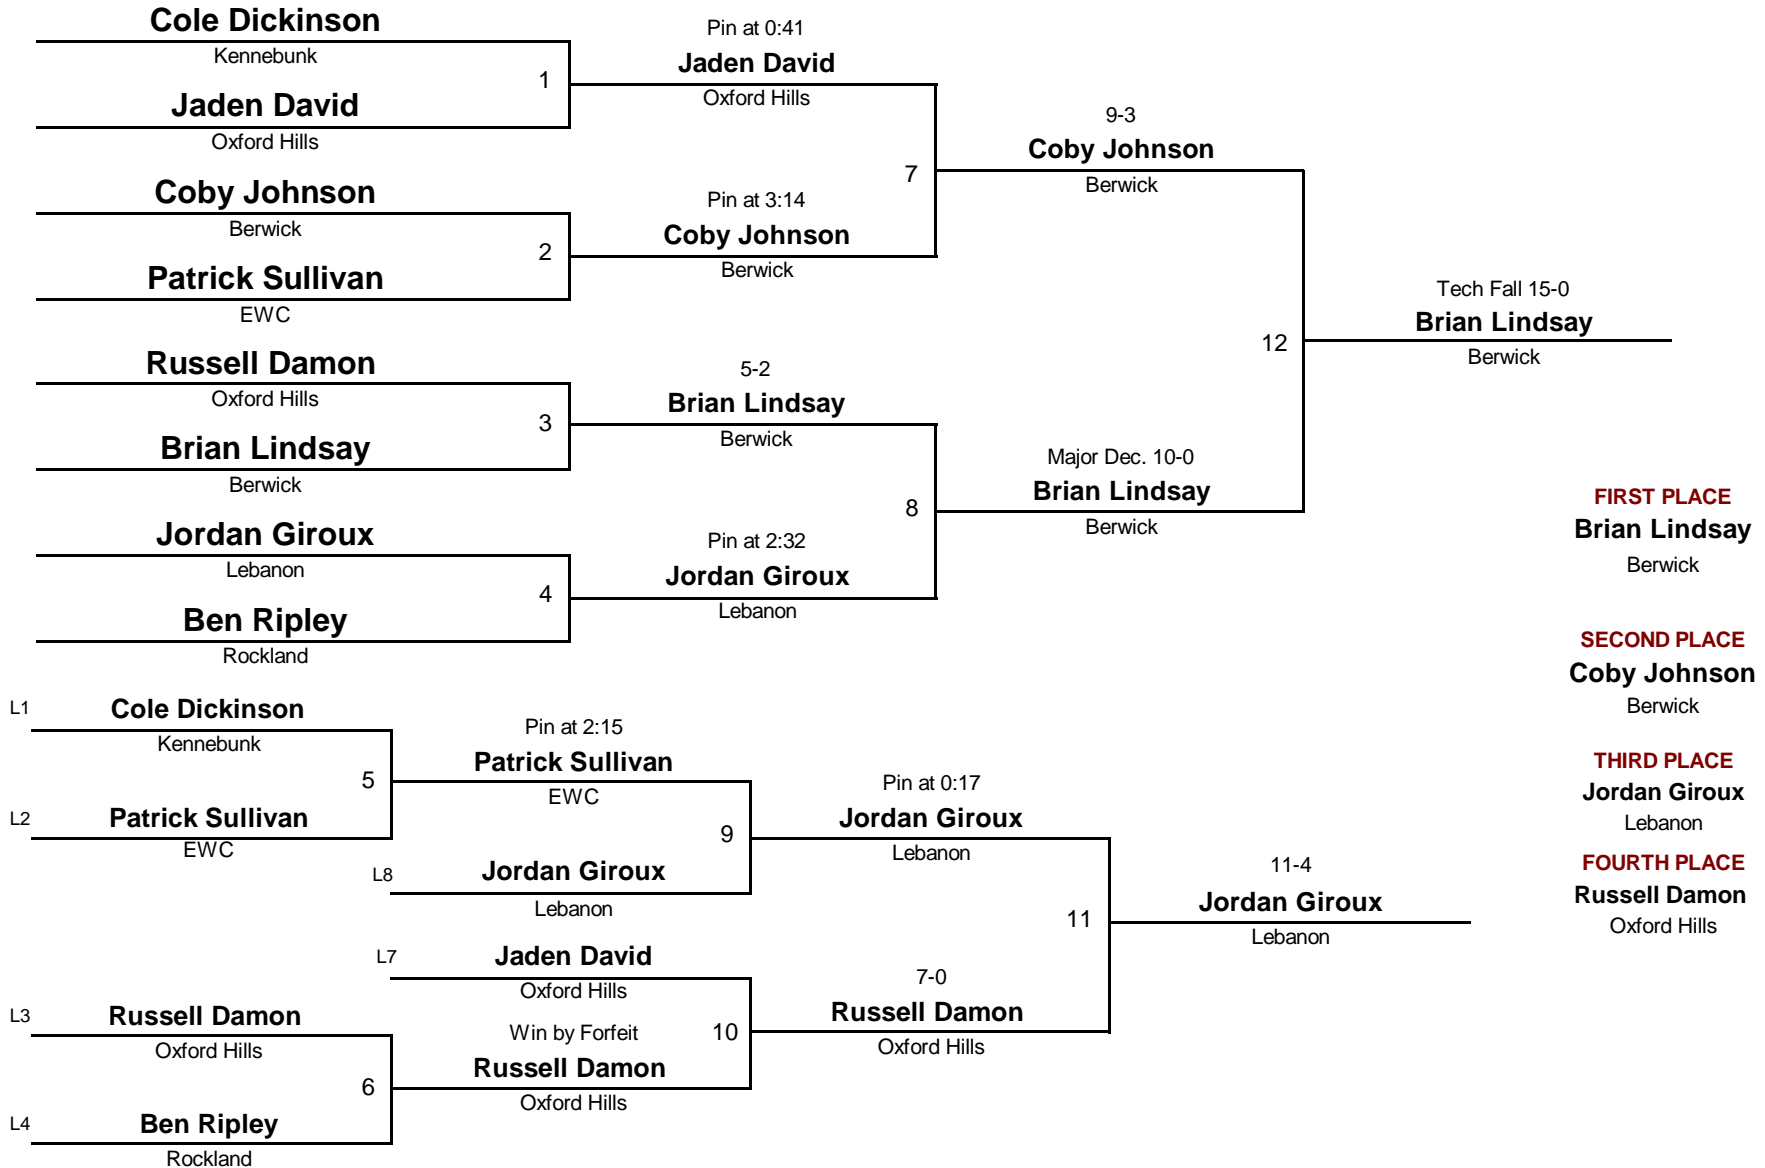 Cole Dickinson
Kennebunk
1
Jaden David
Oxford Hills
Pin at 0:41
Jaden David
Oxford Hills
Coby Johnson
Berwick
2
Patrick Sullivan
EWC
Pin at 3:14
Coby Johnson
Berwick
7
9-3
Coby Johnson
Berwick
Russell Damon
Oxford Hills
3
Brian Lindsay
Berwick
5-2
Brian Lindsay
Berwick
Jordan Giroux
Lebanon
4
Ben Ripley
Rockland
Pin at 2:32
Jordan Giroux
Lebanon
8
Major Dec. 10-0
Brian Lindsay
Berwick
12
Tech Fall 15-0
Brian Lindsay
Berwick
FIRST PLACE
Brian Lindsay
Berwick
SECOND PLACE
Coby Johnson
Berwick
THIRD PLACE
Jordan Giroux
Lebanon
FOURTH PLACE
Russell Damon
Oxford Hills
L1
Cole Dickinson
Kennebunk
5
L2
Patrick Sullivan
EWC
Pin at 2:15
Patrick Sullivan
EWC
9
L8
Jordan Giroux
Lebanon
Pin at 0:17
Jordan Giroux
Lebanon
L7
Jaden David
Oxford Hills
L3
Russell Damon
Oxford Hills
6
L4
Ben Ripley
Rockland
Win by Forfeit
Russell Damon
Oxford Hills
10
7-0
Russell Damon
Oxford Hills
11
11-4
Jordan Giroux
Lebanon